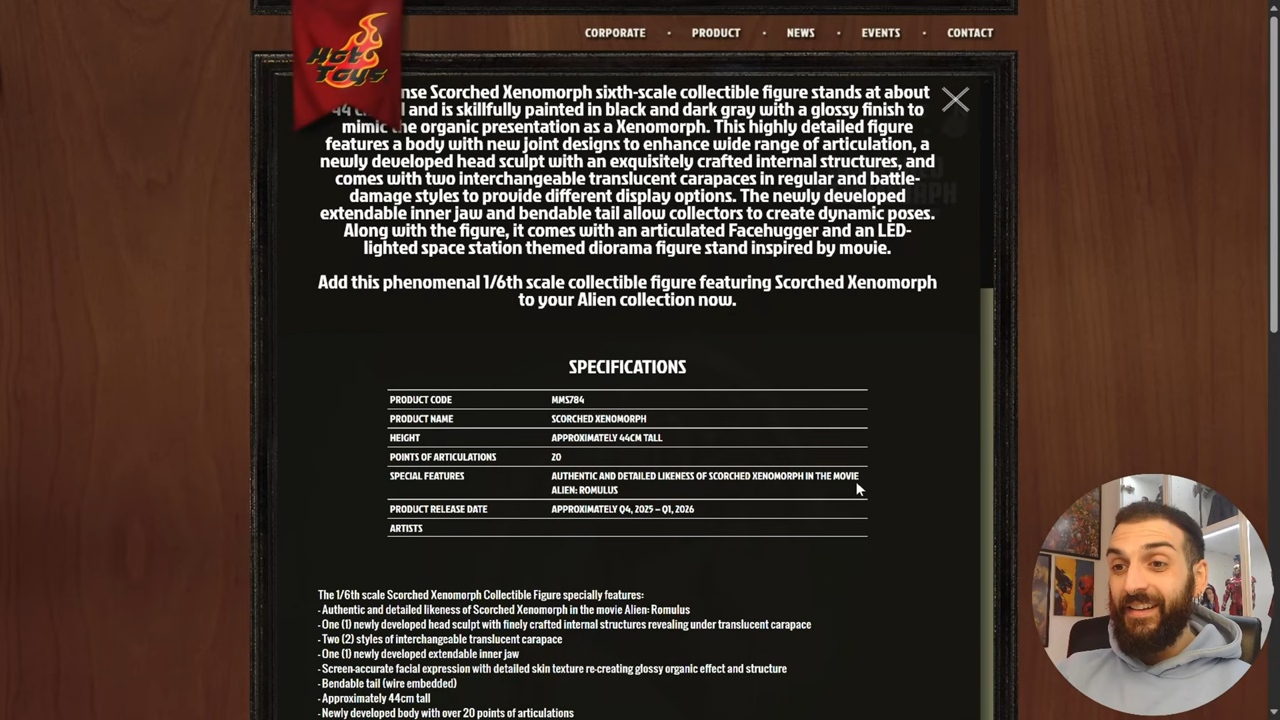 Hot
Toys
CORPORATE
PRODUCT
NEWS
EVENTS
CONTACT
Scorched Xenomorph sixth-scale collectible figure stands at about
and is skillfully painted in black and dark gray with a glossy finish to
mimic the organic presentation as a Xenomorph. This highly detailed figure
features a body with new joint designs to enhance wide range of articulation, a
newly developed head sculpt with an exquisitely crafted internal structures, and
comes with two interchangeable translucent carapaces in regular and battle-
damage styles to provide different display options. The newly developed
extendable inner jaw and bendable tail allow collectors to create dynamic poses.
Along with the figure, it comes with an articulated Facehugger and an LED-
lighted space station themed diorama figure stand inspired by movie.
Add this phenomenal 1/6th scale collectible figure featuring Scorched Xenomorph
to your Alien collection now.
SPECIFICATIONS
PRODUCT CODE MMS784
PRODUCT NAME SCORCHED XENOMORPH
HEIGHT APPROXIMATELY 44CM TALL
POINTS OF ARTICULATIONS 20
SPECIAL FEATURES AUTHENTIC AND DETAILED LIKENESS OF SCORCHED XENOMORPH IN THE MOVIE
ALIEN: ROMULUS
PRODUCT RELEASE DATE APPROXIMATELY Q4, 2025 – Q1, 2026
ARTISTS
The 1/6th scale Scorched Xenomorph Collectible Figure specially features:
- Authentic and detailed likeness of Scorched Xenomorph in the movie Alien: Romulus
- One (1) newly developed head sculpt with finely crafted internal structures revealing under translucent carapace
- Two (2) styles of interchangeable translucent carapace
- One (1) newly developed extendable inner jaw
- Screen-accurate facial expression with detailed skin texture re-creating glossy organic effect and structure
- Bendable tail (wire embedded)
- Approximately 44cm tall
- Newly developed body with over 20 points of articulations